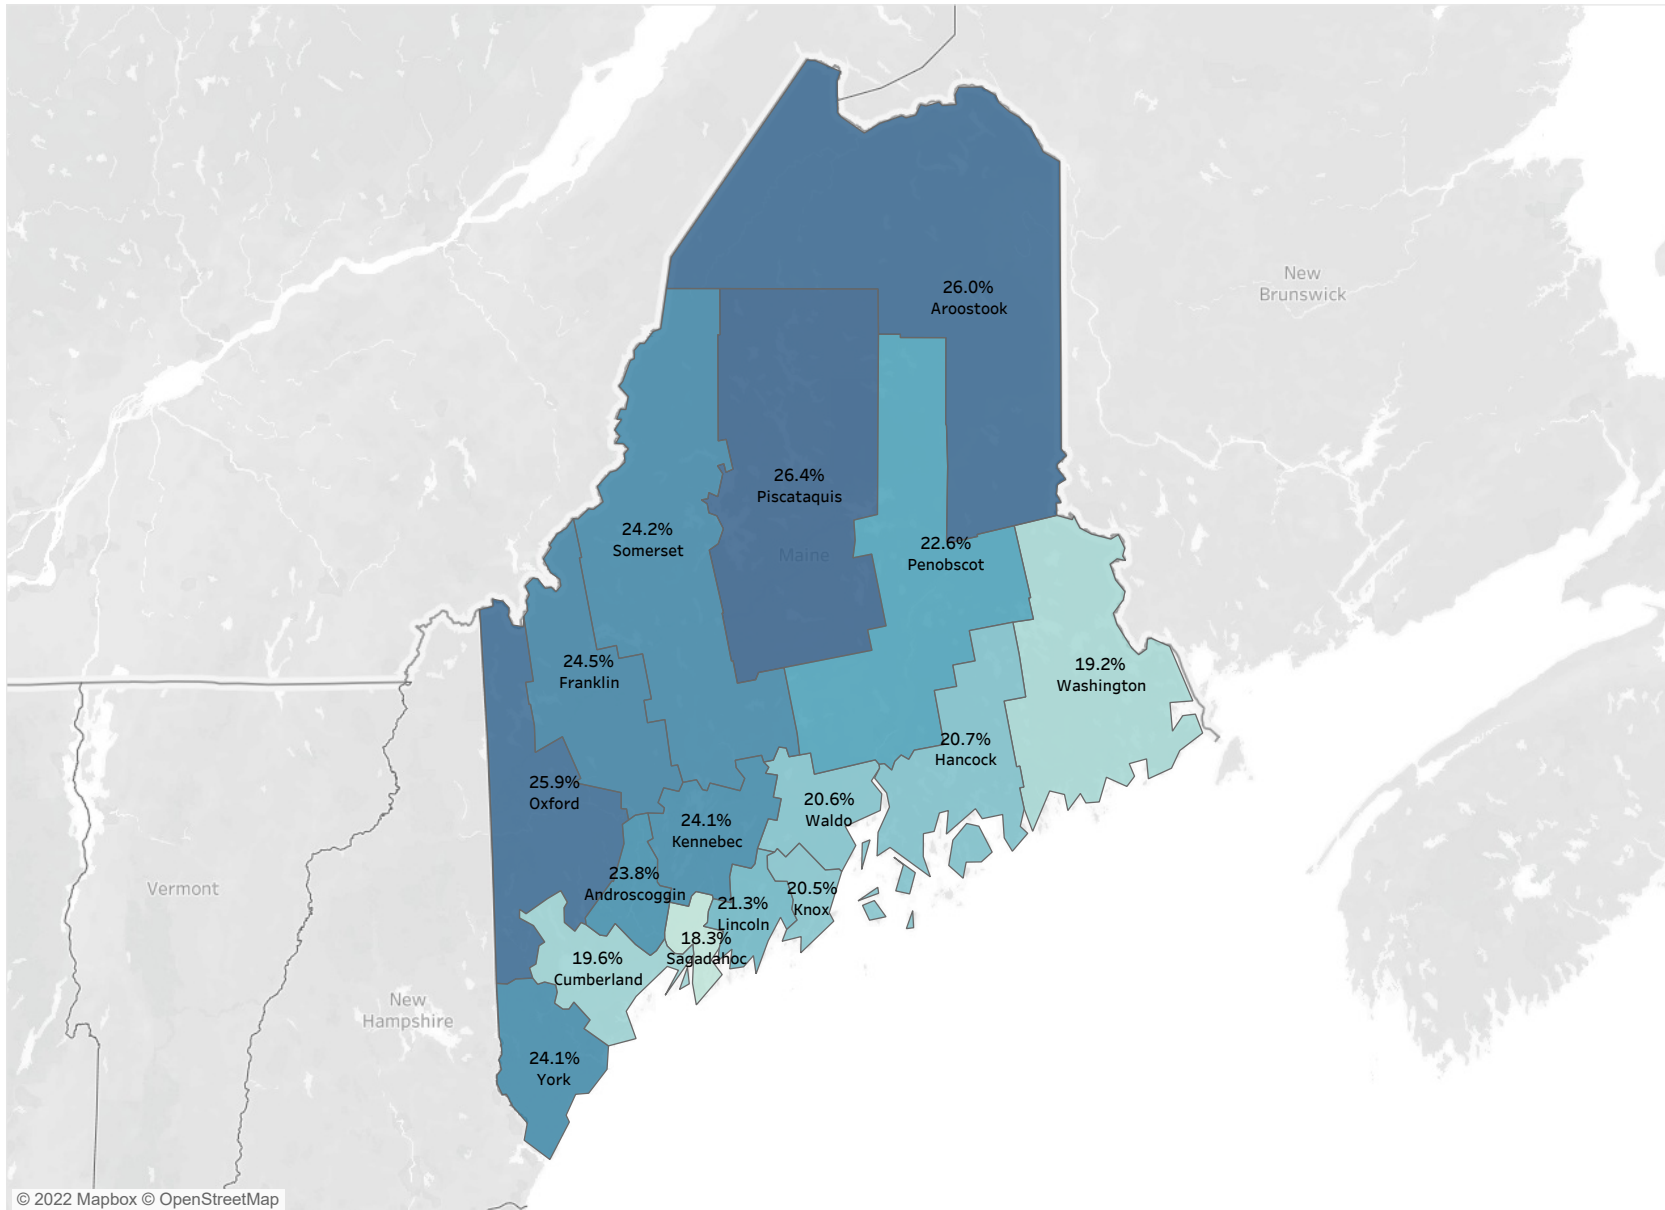 26.0%
Aroostook
New
Brunswick
26.4%
Piscataquis
24.2%
Somerset
Maine
22.6%
Penobscot
24.5%
Franklin
19.2%
Washington
20.7%
Hancock
25.9%
Oxford
20.6%
Waldo
24.1%
Kennebec
23.8%
Androscoggin
20.5%
Knox
21.3%
Lincoln
18.3%
Sagadahoc
19.6%
Cumberland
Vermont
New
Hampshire
24.1%
York
© 2022 Mapbox © OpenStreetMap